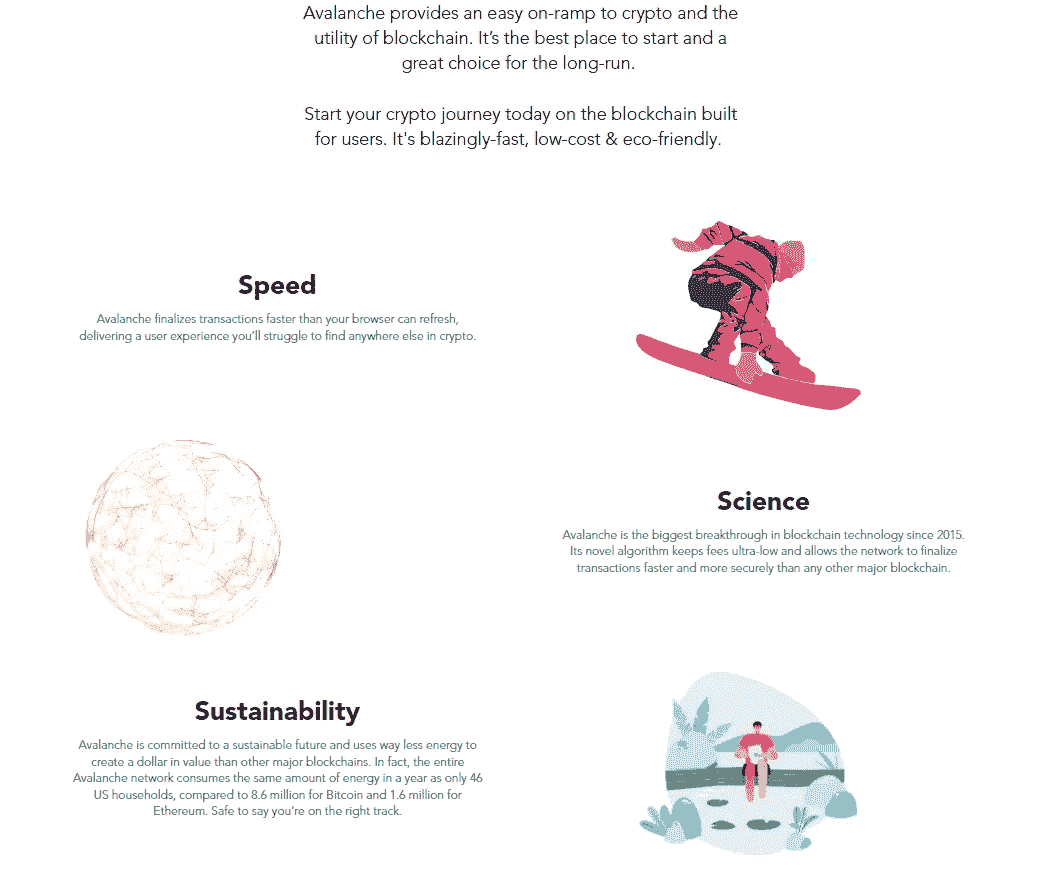 Avalanche provides an easy on-ramp to crypto and the
utility of blockchain. It’s the best place to start and a
great choice for the long-run.
Start your crypto journey today on the blockchain built
for users. It's blazingly-fast, low-cost & eco-friendly.
Speed
Avalanche finalizes transactions faster than your browser can refresh,
delivering a user experience you’ll struggle to find anywhere else in crypto.
Science
Avalanche is the biggest breakthrough in blockchain technology since 2015.
Its novel algorithm keeps fees ultra-low and allows the network to finalize
transactions faster and more securely than any other major blockchain.
Sustainability
Avalanche is committed to a sustainable future and uses way less energy to
create a dollar in value than other major blockchains. In fact, the entire
Avalanche network consumes the same amount of energy in a year as only 46
US households, compared to 8.6 million for Bitcoin and 1.6 million for
Ethereum. Safe to say you’re on the right track.